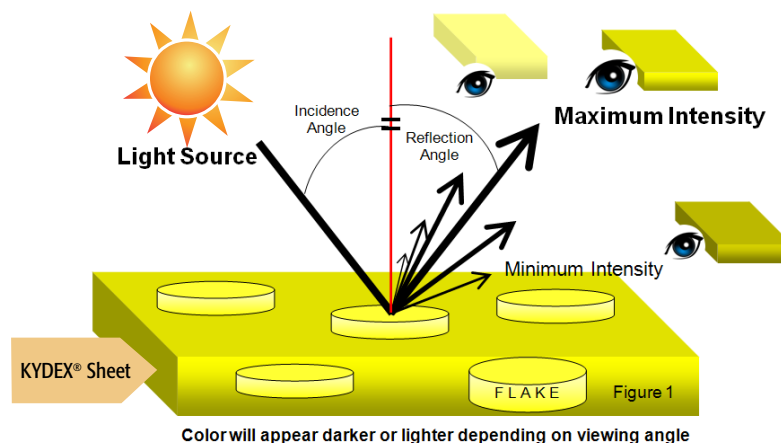 Incidence
Angle
Reflection
Angle
Maximum Intensity
Light Source
Minimum Intensity
KYDEX® Sheet
FLAKE
Figure 1
Color will appear darker or lighter depending on viewing angle